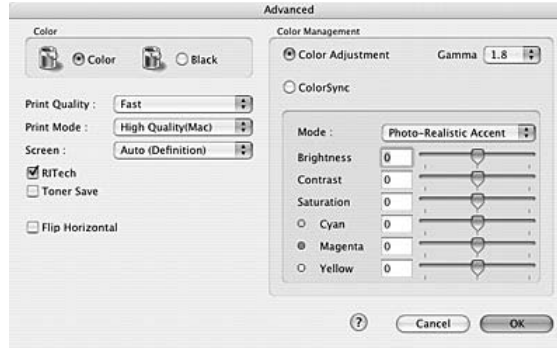 Advanced
Color
Color
Black
Print Quality : Fast
Print Mode : High Quality(Mac)
Screen : Auto (Definition)
RITech
Toner Save
Flip Horizontal
Color Management
Color Adjustment Gamma 1.8
ColorSync
Mode : Photo-Realistic Accent
Brightness 0
Contrast 0
Saturation 0
Cyan 0
Magenta 0
Yellow 0
? Cancel OK